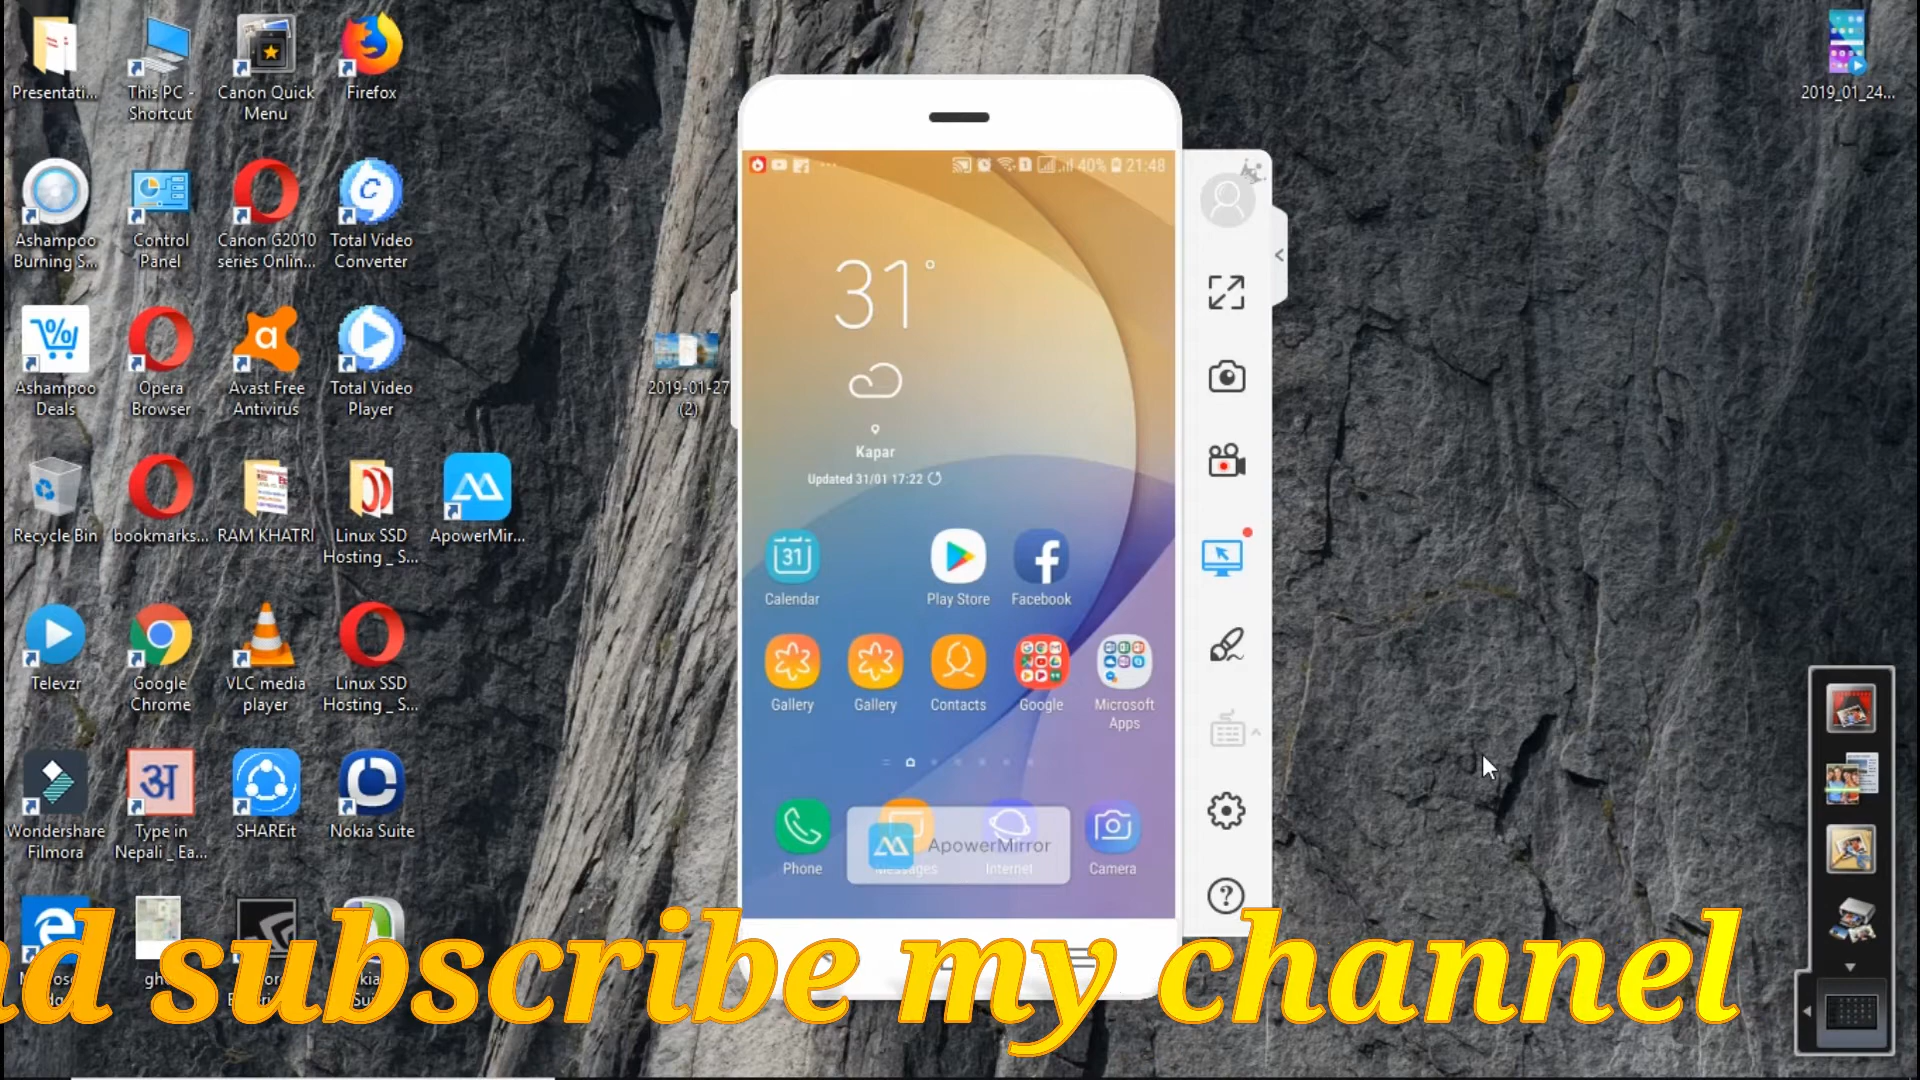 Presentati...
This PC -
Shortcut
Canon Quick
Menu
Firefox
2019_01_24...
Ashampoo
Burning S...
Control
Panel
Canon G2010
series Onlin...
Total Video
Converter
Ashampoo
Deals
Opera
Browser
Avast Free
Antivirus
Total Video
Player
2019-01-27
(2)
Recycle Bin
bookmarks...
RAM KHATRI
Linux SSD
Hosting _ S...
ApowerMir...
Televzr
Google
Chrome
VLC media
player
Linux SSD
Hosting _ S...
Wondershare
Filmora
Type in
Nepali _ Ea...
SHAREit
Nokia Suite
40% 21:48
31°
Kapar
Updated 31/01 17:22
31
Calendar
Play Store
Facebook
Gallery
Gallery
Contacts
Google
Microsoft
Apps
Phone
Messages
Internet
Camera
ApowerMirror
subscribe my channel